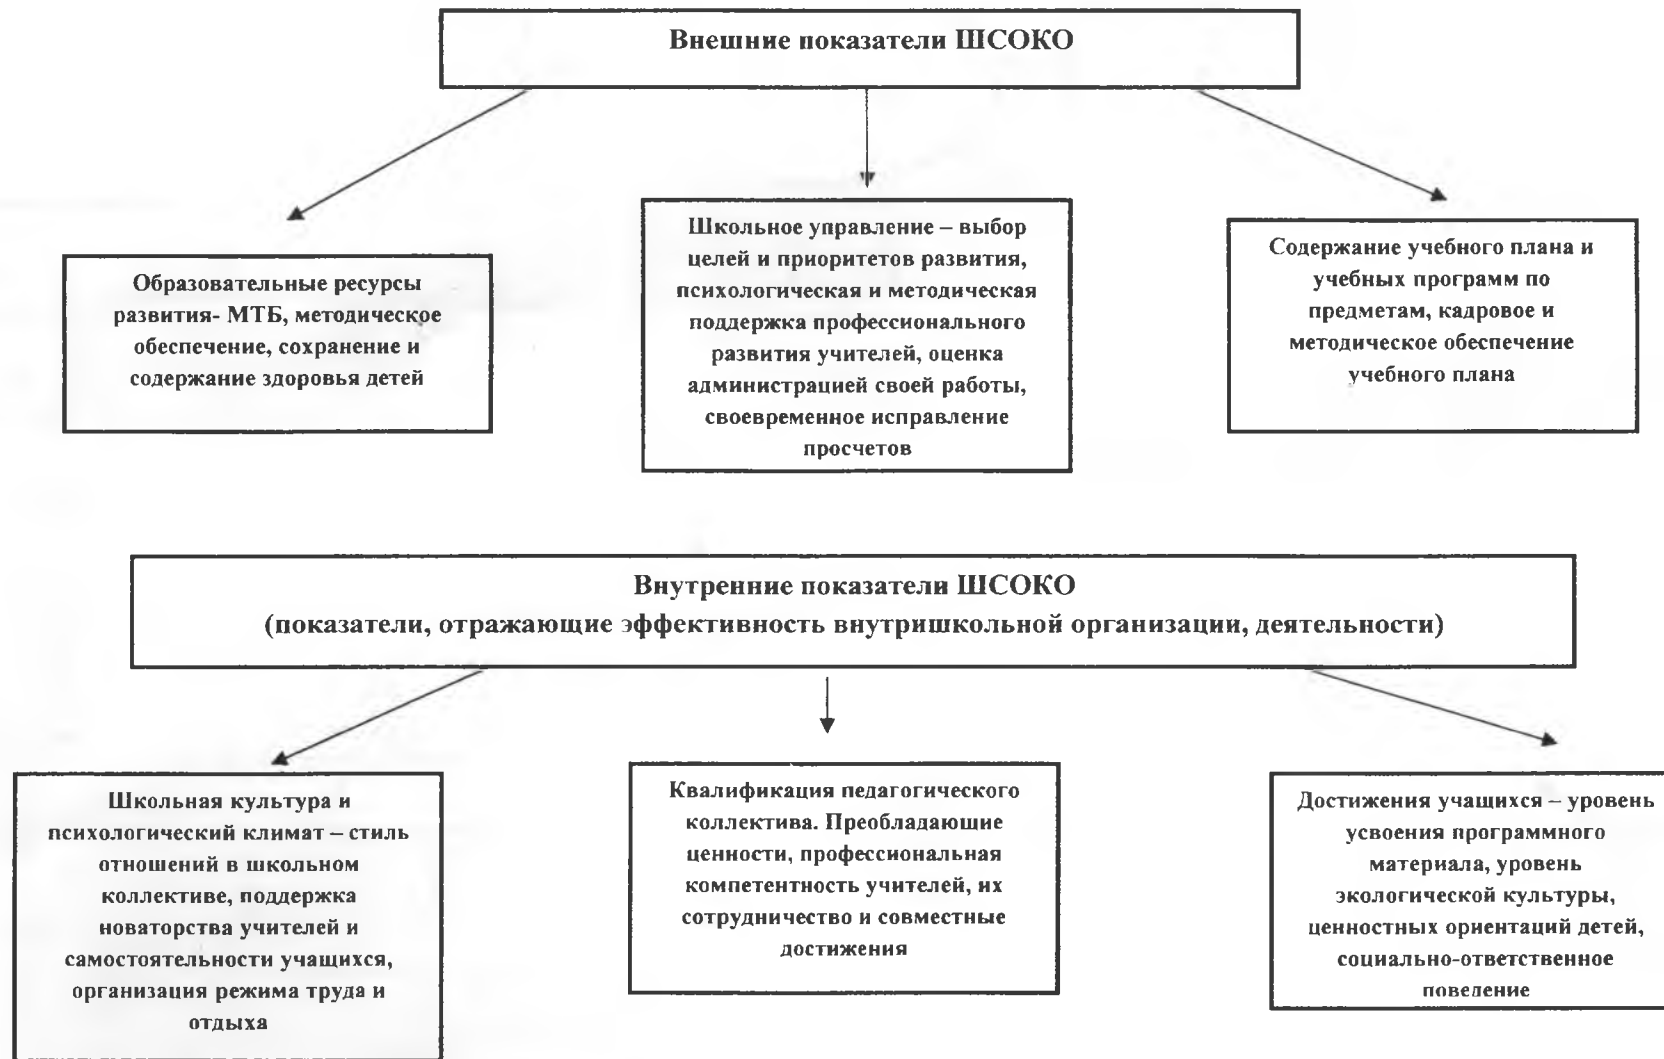 Внешние показатели ШСОКО
Образовательные ресурсы
развития- МТБ, методическое
обеспечение, сохранение и
содержание здоровья детей
Школьное управление – выбор
целей и приоритетов развития,
психологическая и методическая
поддержка профессионального
развития учителей, оценка
администрацией своей работы,
своевременное исправление
просчетов
Содержание учебного плана и
учебных программ по
предметам, кадровое и
методическое обеспечение
учебного плана
Внутренние показатели ШСОКО
(показатели, отражающие эффективность внутришкольной организации, деятельности)
Школьная культура и
психологический климат – стиль
отношений в школьном
коллективе, поддержка
новаторства учителей и
самостоятельности учащихся,
организация режима труда и
отдыха
Квалификация педагогического
коллектива. Преобладающие
ценности, профессиональная
компетентность учителей, их
сотрудничество и совместные
достижения
Достижения учащихся – уровень
усвоения программного
материала, уровень
экологической культуры,
ценностных ориентаций детей,
социально-ответственное
поведение